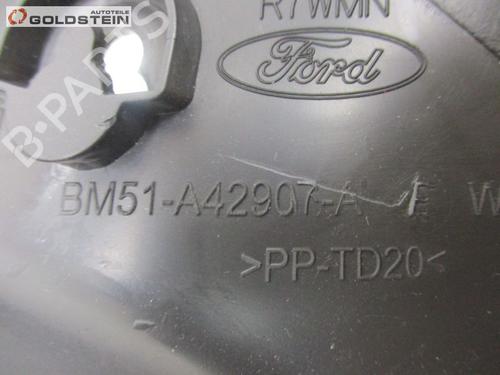 AUTOTEILE
GOLDSTEIN
R7WMN
Ford
B-PARTS
BM51-A42907-A E W
>PP-TD20<